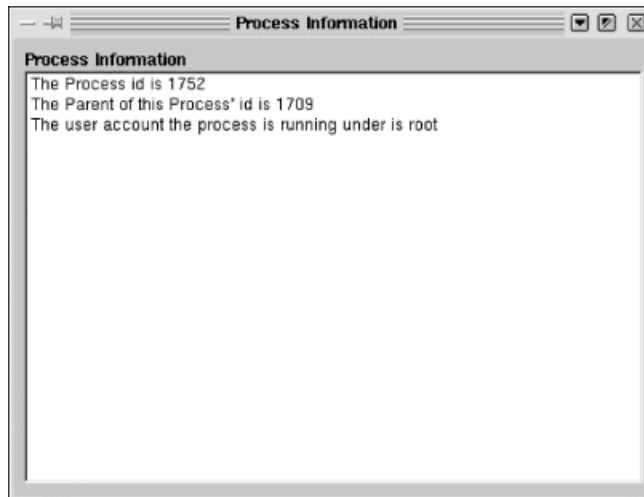 Process Information
Process Information
The Process id is 1752
The Parent of this Process' id is 1709
The user account the process is running under is root